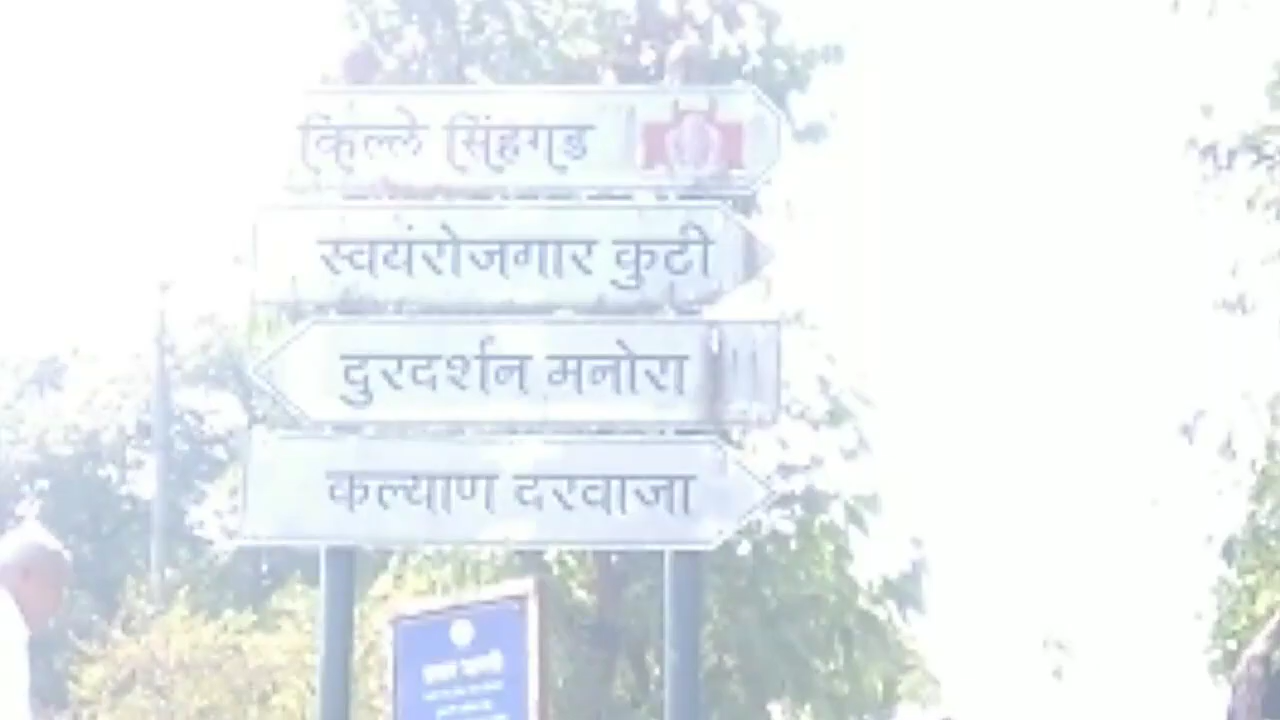 किल्ले सिंहगड
स्वयंरोजगार कुटी
दुरदर्शन मनोरा
कल्याण दरवाजा